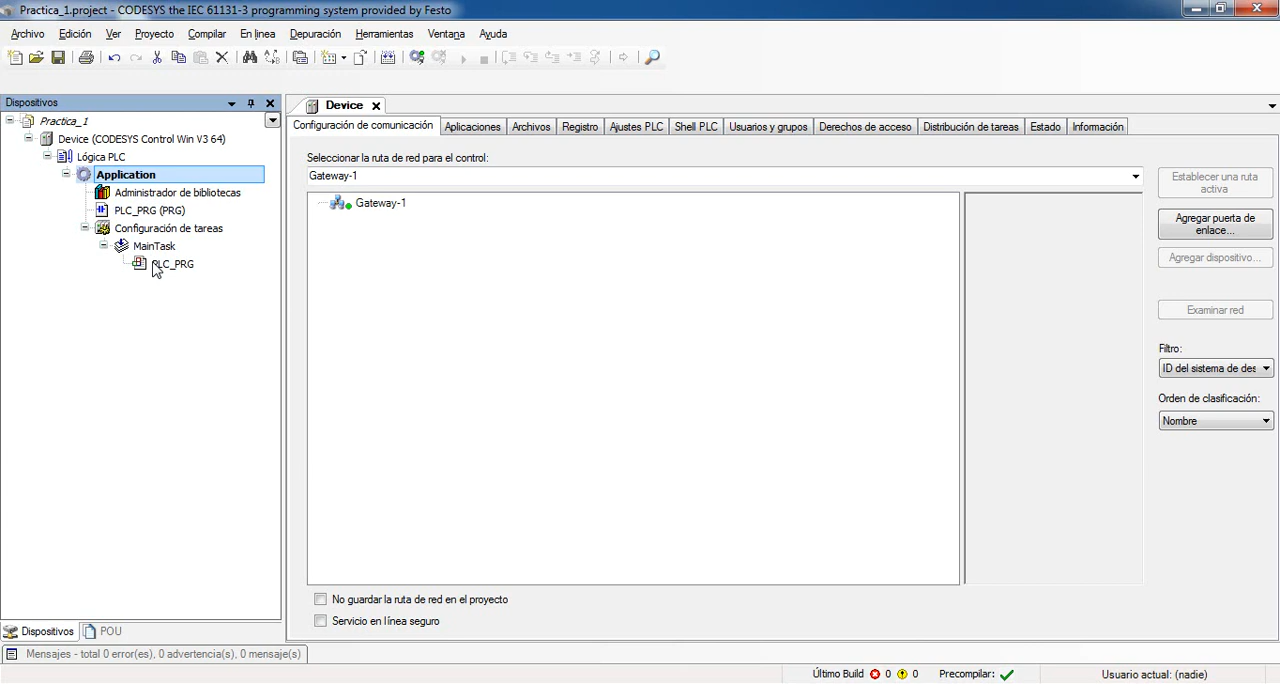 Practica_1.project - CODESYS the IEC 61131-3 programming system provided by Festo
Archivo Edición Ver Proyecto Compilar En línea Depuración Herramientas Ventana Ayuda
Dispositivos
Practica_1
Device (CODESYS Control Win V3 64)
Lógica PLC
Application
Administrador de bibliotecas
PLC_PRG (PRG)
Configuración de tareas
MainTask
PLC_PRG
Dispositivos POU
Device
Configuración de comunicación Aplicaciones Archivos Registro Ajustes PLC Shell PLC Usuarios y grupos Derechos de acceso Distribución de tareas Estado Información
Seleccionar la ruta de red para el control:
Gateway-1
Gateway-1
Establecer una ruta
activa
Agregar puerta de
enlace...
Agregar dispositivo...
Examinar red
Filtro:
ID del sistema de des
Orden de clasificación:
Nombre
No guardar la ruta de red en el proyecto
Servicio en línea seguro
Mensajes - total 0 error(es), 0 advertencia(s), 0 mensaje(s)
Último Build 0 0 Precompilar: Usuario actual: (nadie)